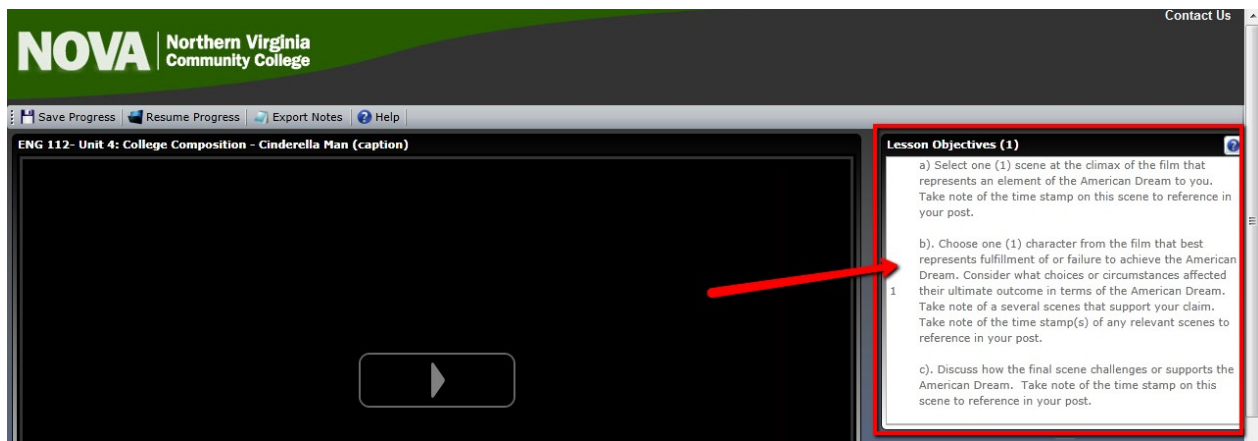 Contact Us
NOVA
Northern Virginia
Community College
Save Progress Resume Progress Export Notes Help
ENG 112- Unit 4: College Composition - Cinderella Man (caption)
Lesson Objectives (1)
a) Select one (1) scene at the climax of the film that
represents an element of the American Dream to you.
Take note of the time stamp on this scene to reference in
your post.
b). Choose one (1) character from the film that best
represents fulfillment of or failure to achieve the American
Dream. Consider what choices or circumstances affected
1 their ultimate outcome in terms of the American Dream.
Take note of a several scenes that support your claim.
Take note of the time stamp(s) of any relevant scenes to
reference in your post.
c). Discuss how the final scene challenges or supports the
American Dream. Take note of the time stamp on this
scene to reference in your post.